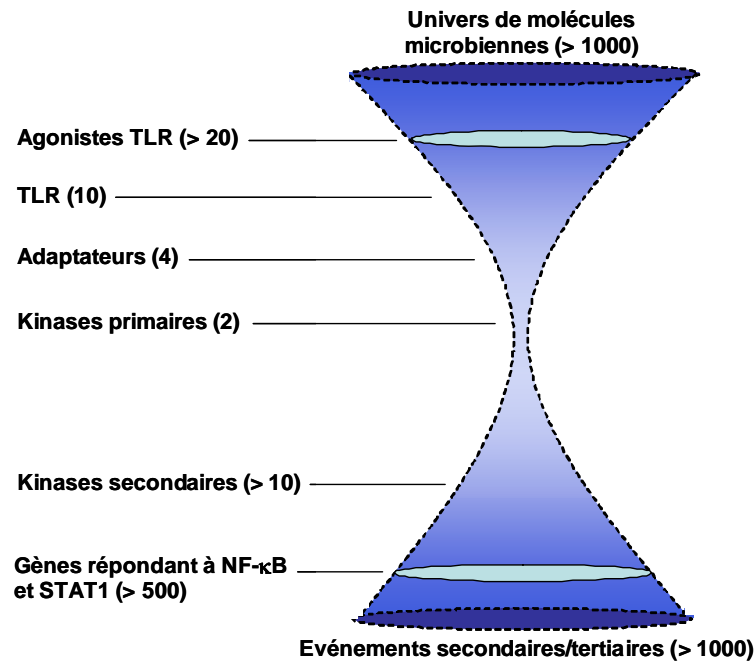 Univers de molécules
microbiennes (> 1000)
Agonistes TLR (> 20)
TLR (10)
Adaptateurs (4)
Kinases primaires (2)
Kinases secondaires (> 10)
Gènes répondant à NF-κB
et STAT1 (> 500)
Evénements secondaires/tertiaires (> 1000)